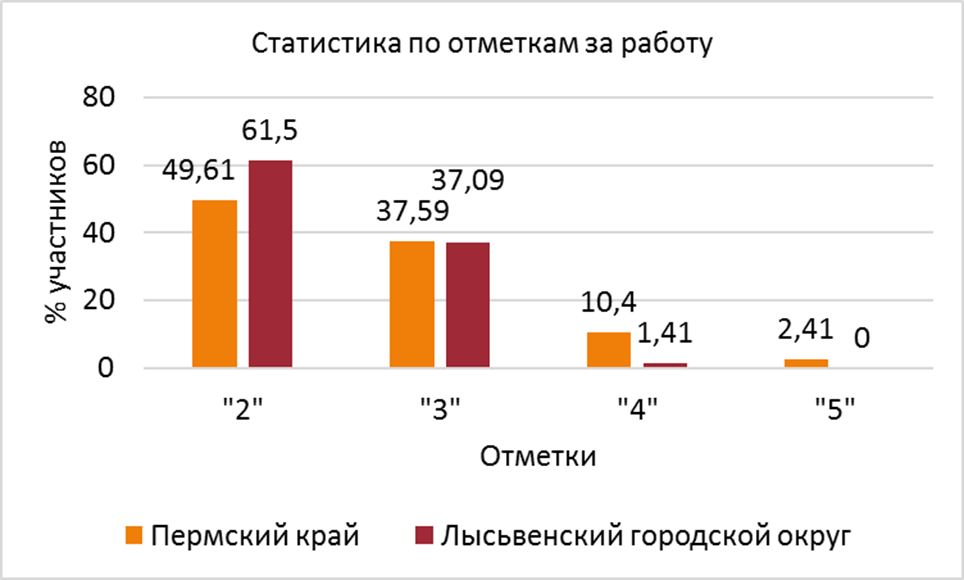 Статистика по отметкам за работу
% участников
80
60
40
20
0
49,61
61,5
37,59
37,09
10,4
1,41
2,41
0
"2" "3" "4" "5"
Отметки
Пермский край Лысьвенский городской округ